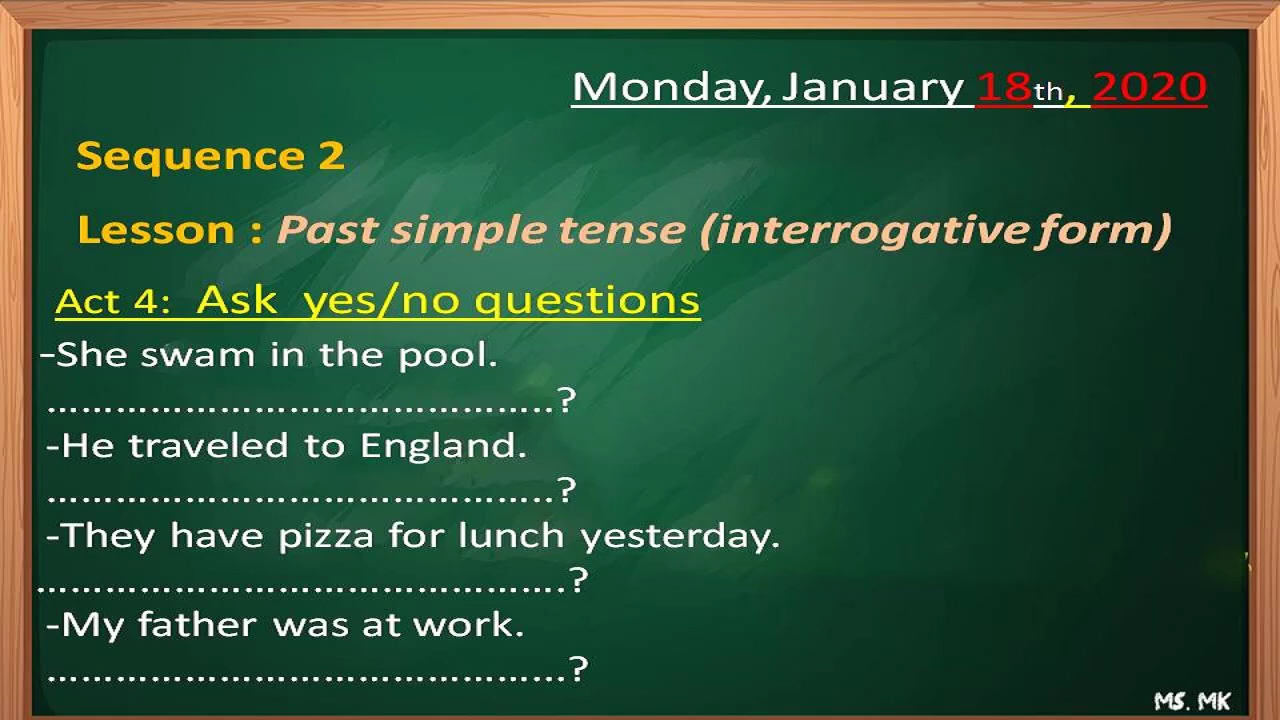 Monday, January 18th, 2020
Sequence 2
Lesson : Past simple tense (interrogative form)
Act 4: Ask yes/no questions
-She swam in the pool.
………………………………………..?
-He traveled to England.
………………………………………..?
-They have pizza for lunch yesterday.
………………………………………….?
-My father was at work.
…………………………………………?
MS. MK